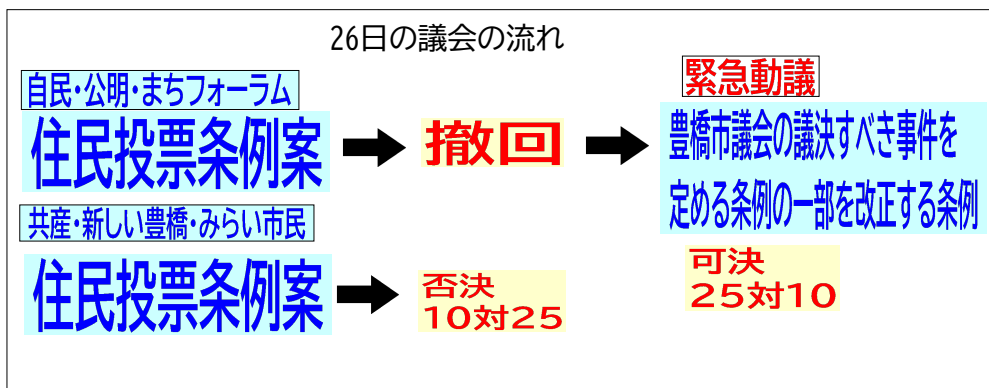 26日の議会の流れ
自民・公明・まちフォーラム
住民投票条例案
撤回
緊急動議
豊橋市議会の議決すべき事件を
定める条例の一部を改正する条例
可決
25対10
共産・新しい豊橋・みらい市民
住民投票条例案
否決
10対25